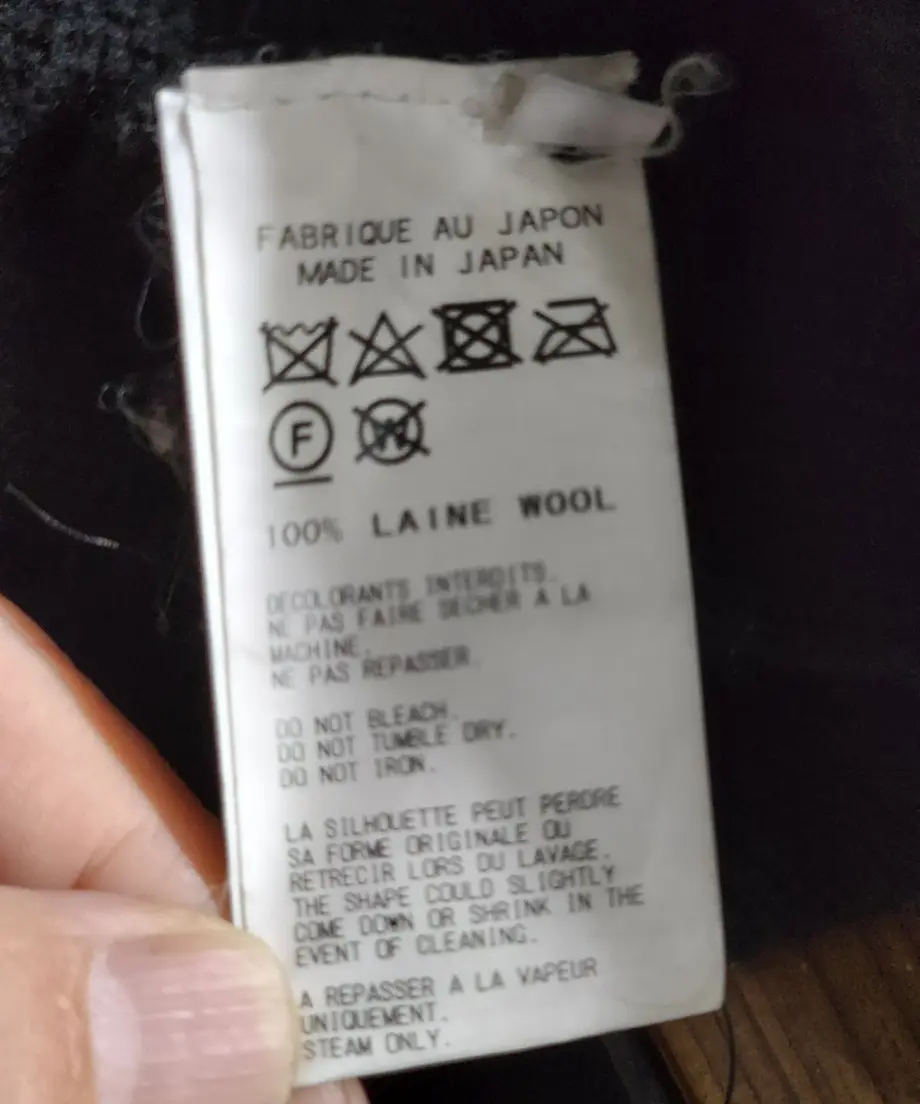 FABRIQUE AU JAPON
MADE IN JAPAN
F
W
100% LAINE WOOL
DECOLORANTS INTERDITS.
NE PAS FAIRE SECHER A LA
MACHINE.
NE PAS REPASSER.
DO NOT BLEACH.
DO NOT TUMBLE DRY.
DO NOT IRON.
LA SILHOUETTE PEUT PERDRE
SA FORME ORIGINALE OU
RETRECIR LORS DU LAVAGE.
THE SHAPE COULD SLIGHTLY
COME DOWN OR SHRINK IN THE
EVENT OF CLEANING.
A REPASSER A LA VAPEUR
UNIQUEMENT.
STEAM ONLY.